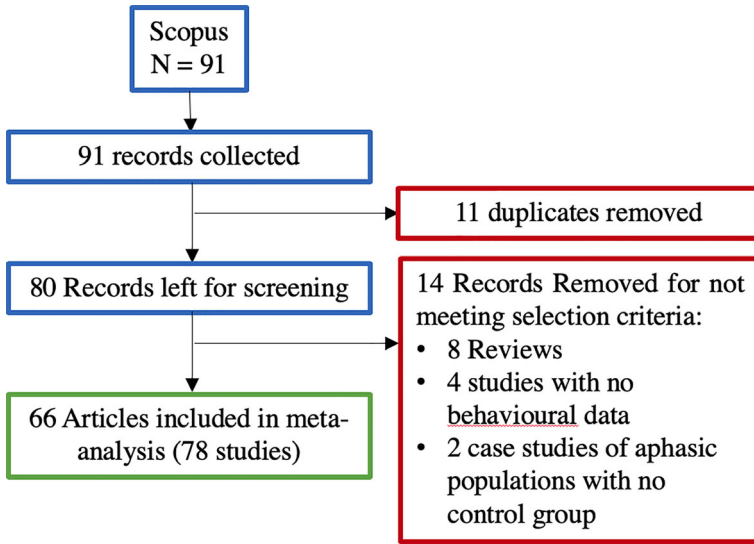 Scopus
N = 91
91 records collected
11 duplicates removed
80 Records left for screening
14 Records Removed for not
meeting selection criteria:
• 8 Reviews
• 4 studies with no
behavioural data
• 2 case studies of aphasic
populations with no
control group
66 Articles included in meta-
analysis (78 studies)